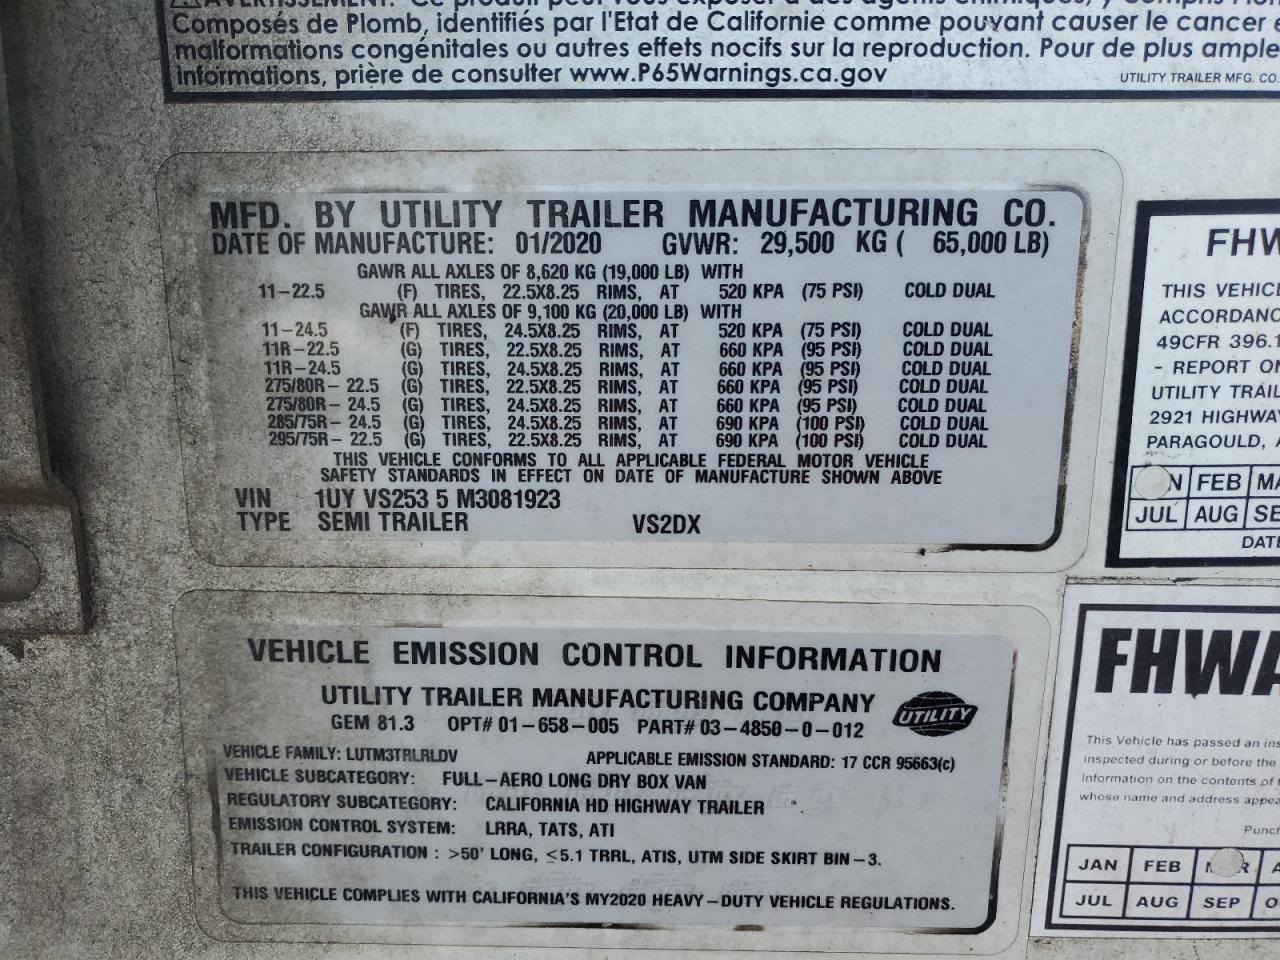 ⚠AVERTISSEMENT: Ce produit peut vous exposer à des agents chimiques, y compris
Composés de Plomb, identifiés par l'Etat de Californie comme pouvant causer le cancer
malformations congénitales ou autres effets nocifs sur la reproduction. Pour de plus ample
informations, prière de consulter www.P65Warnings.ca.gov
UTILITY TRAILER MFG. CO.
MFD. BY UTILITY TRAILER MANUFACTURING CO.
DATE OF MANUFACTURE: 01/2020 GVWR: 29,500 KG ( 65,000 LB)
GAWR ALL AXLES OF 8,620 KG (19,000 LB) WITH
11-22.5 (F) TIRES, 22.5X8.25 RIMS, AT 520 KPA (75 PSI) COLD DUAL
GAWR ALL AXLES OF 9,100 KG (20,000 LB) WITH
11-24.5 (F) TIRES, 24.5X8.25 RIMS, AT 520 KPA (75 PSI) COLD DUAL
11R-22.5 (G) TIRES, 22.5X8.25 RIMS, AT 660 KPA (95 PSI) COLD DUAL
11R-24.5 (G) TIRES, 24.5X8.25 RIMS, AT 660 KPA (95 PSI) COLD DUAL
275/80R-22.5 (G) TIRES, 22.5X8.25 RIMS, AT 660 KPA (95 PSI) COLD DUAL
275/80R-24.5 (G) TIRES, 24.5X8.25 RIMS, AT 660 KPA (95 PSI) COLD DUAL
285/75R-24.5 (G) TIRES, 24.5X8.25 RIMS, AT 690 KPA (100 PSI) COLD DUAL
295/75R-22.5 (G) TIRES, 22.5X8.25 RIMS, AT 690 KPA (100 PSI) COLD DUAL
THIS VEHICLE CONFORMS TO ALL APPLICABLE FEDERAL MOTOR VEHICLE
SAFETY STANDARDS IN EFFECT ON DATE OF MANUFACTURE SHOWN ABOVE
VIN 1UY VS253 5 M3081923
TYPE SEMI TRAILER VS2DX
VEHICLE EMISSION CONTROL INFORMATION
UTILITY TRAILER MANUFACTURING COMPANY
UTILITY
GEM 81.3 OPT# 01-658-005 PART# 03-4850-0-012
VEHICLE FAMILY: LUTM3TRLRLDV APPLICABLE EMISSION STANDARD: 17 CCR 95663(c)
VEHICLE SUBCATEGORY: FULL-AERO LONG DRY BOX VAN
REGULATORY SUBCATEGORY: CALIFORNIA HD HIGHWAY TRAILER
EMISSION CONTROL SYSTEM: LRRA, TATS, ATI
TRAILER CONFIGURATION : >50' LONG, ≤5.1 TRRL, ATIS, UTM SIDE SKIRT BIN-3.
THIS VEHICLE COMPLIES WITH CALIFORNIA'S MY2020 HEAVY-DUTY VEHICLE REGULATIONS.
FHW
THIS VEHICL
ACCORDANC
49CFR 396.1
- REPORT ON
UTILITY TRAIL
2921 HIGHWAY
PARAGOULD, A
N FEB MA
JUL AUG SE
DATE
FHWA
This Vehicle has passed an ins
inspected during or before the
Information on the contents of
whose name and address appea
Punch
JAN FEB M R A
JUL AUG SEP O